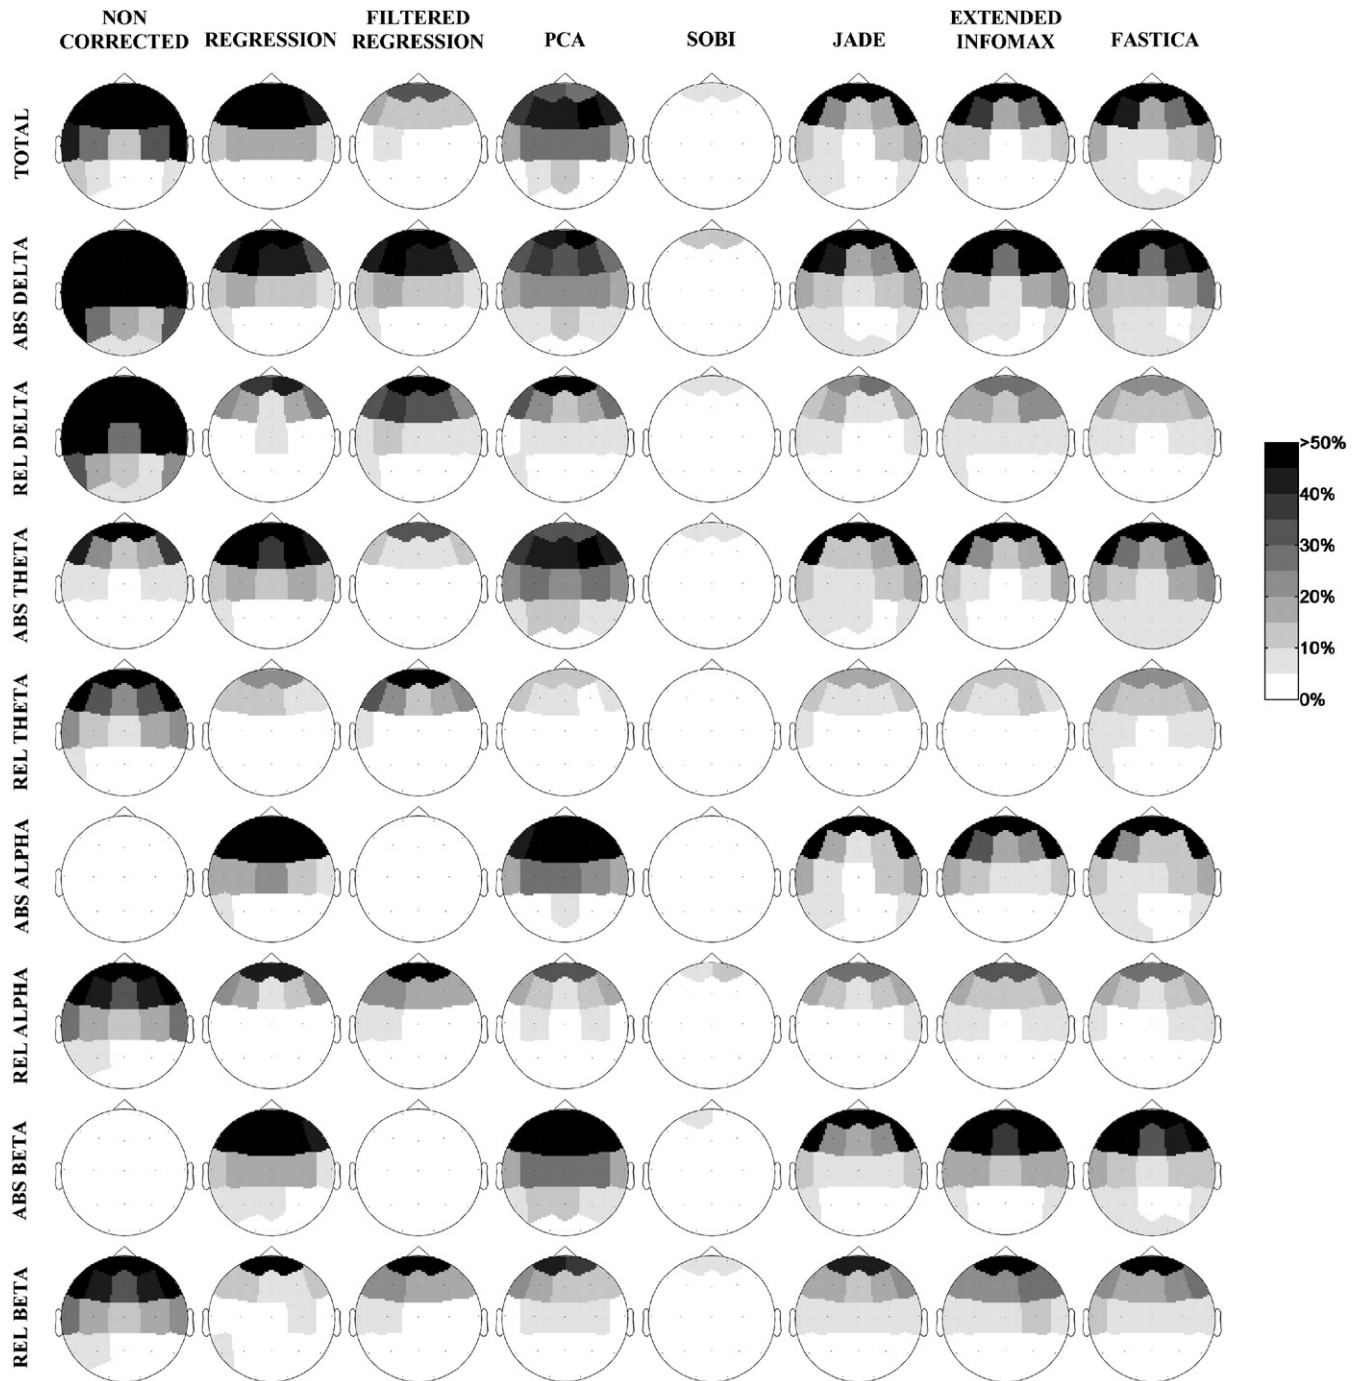 NON
CORRECTED
REGRESSION
FILTERED
REGRESSION
PCA
SOBI
JADE
EXTENDED
INFOMAX
FASTICA
TOTAL
ABS DELTA
REL DELTA
ABS THETA
REL THETA
ABS ALPHA
REL ALPHA
ABS BETA
REL BETA
>50%
40%
30%
20%
10%
0%